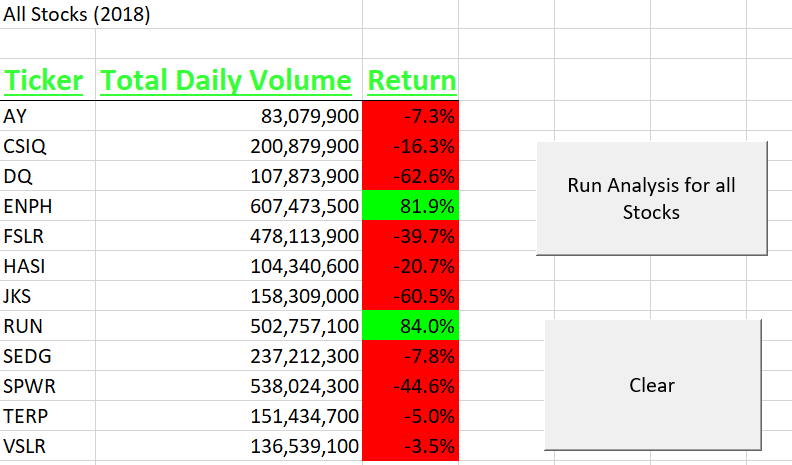 All Stocks (2018)
Ticker Total Daily Volume Return
AY 83,079,900 -7.3%
CSIQ 200,879,900 -16.3%
DQ 107,873,900 -62.6%
ENPH 607,473,500 81.9%
FSLR 478,113,900 -39.7%
HASI 104,340,600 -20.7%
JKS 158,309,000 -60.5%
RUN 502,757,100 84.0%
SEDG 237,212,300 -7.8%
SPWR 538,024,300 -44.6%
TERP 151,434,700 -5.0%
VSLR 136,539,100 -3.5%
Run Analysis for all
Stocks
Clear